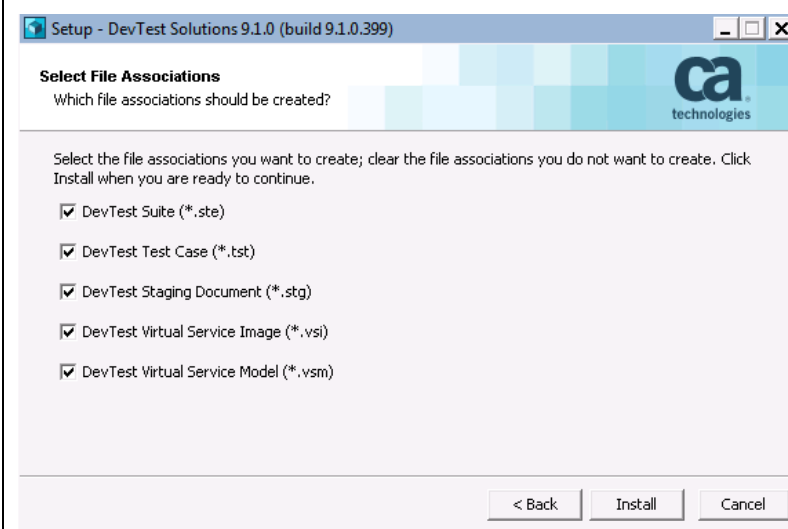 Setup - DevTest Solutions 9.1.0 (build 9.1.0.399)
Select File Associations
Which file associations should be created?
ca
technologies
Select the file associations you want to create; clear the file associations you do not want to create. Click
Install when you are ready to continue.
DevTest Suite (*.ste)
DevTest Test Case (*.tst)
DevTest Staging Document (*.stg)
DevTest Virtual Service Image (*.vsi)
DevTest Virtual Service Model (*.vsm)
< Back
Install
Cancel